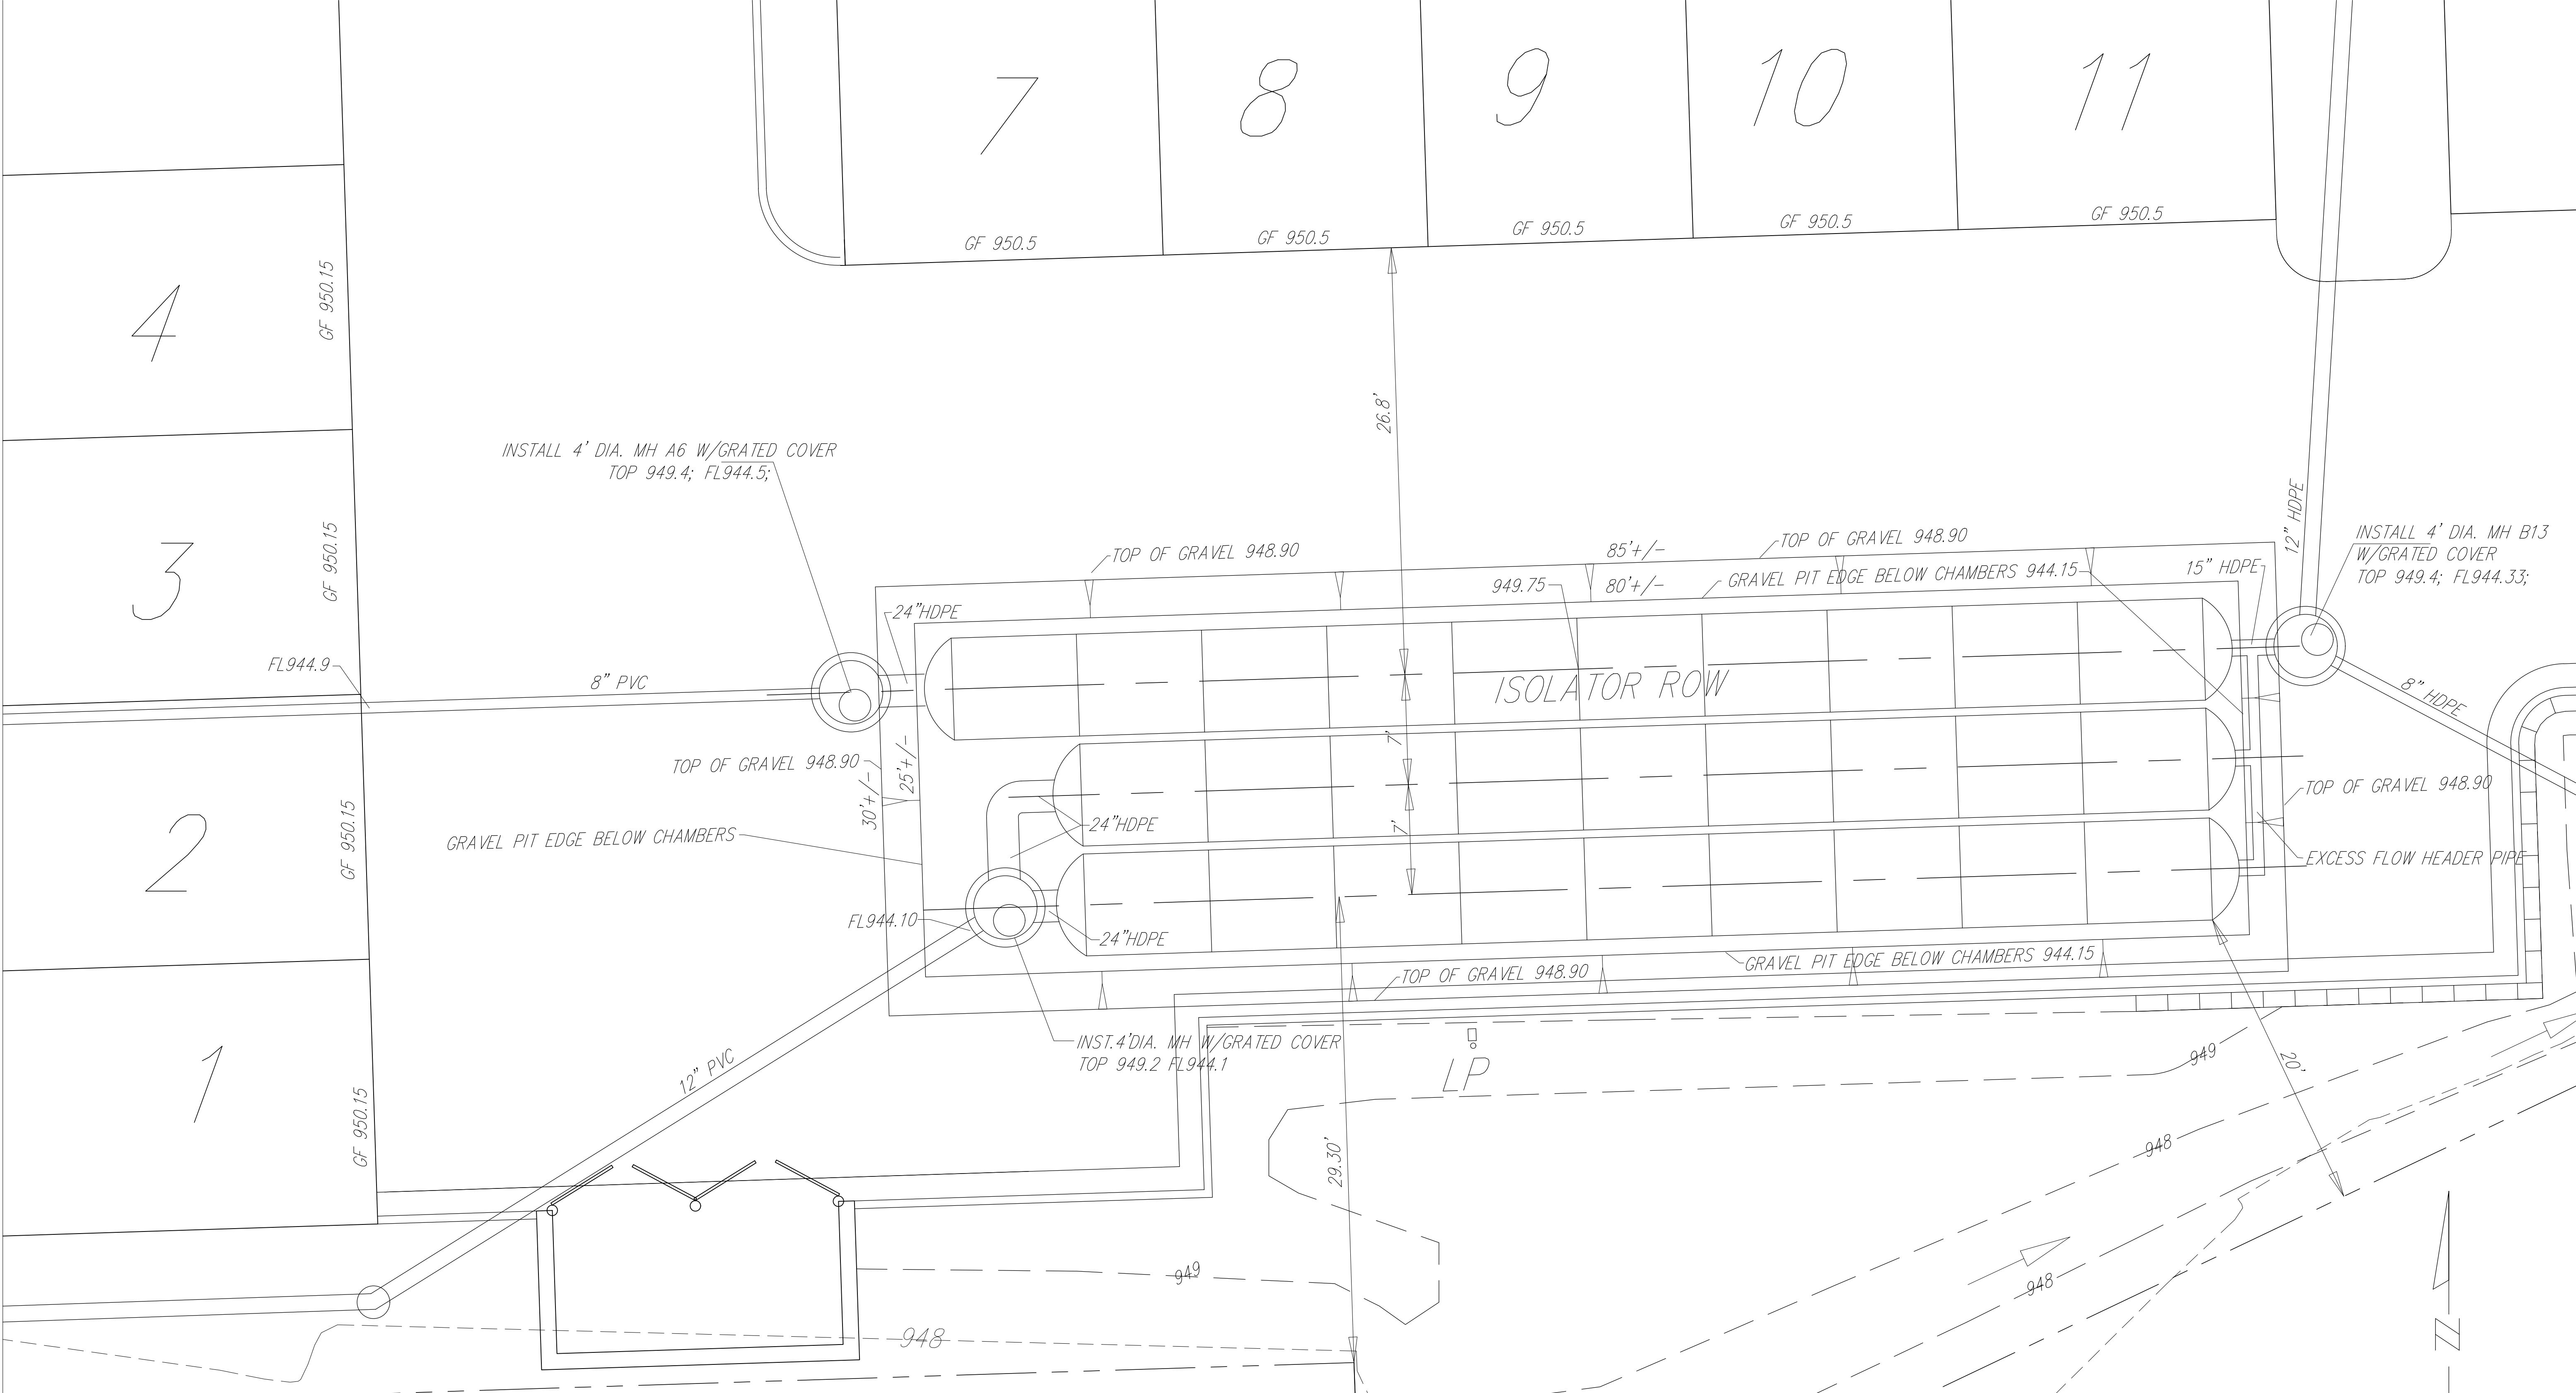 7
8
9
10
11
GF 950.5
GF 950.5
GF 950.5
GF 950.5
GF 950.5
4
GF 950.15
3
GF 950.15
2
GF 950.15
1
GF 950.15
26.8'
INSTALL 4' DIA. MH A6 W/GRATED COVER
TOP 949.4; FL944.5;
12" HDPE
INSTALL 4' DIA. MH B13
W/GRATED COVER
TOP 949.4; FL944.33;
TOP OF GRAVEL 948.90
85'+/-
TOP OF GRAVEL 948.90
949.75
80'+/-
GRAVEL PIT EDGE BELOW CHAMBERS 944.15
15" HDPE
24"HDPE
FL944.9
8" PVC
ISOLATOR ROW
8" HDPE
7'
TOP OF GRAVEL 948.90
25'+/-
30'+/-
TOP OF GRAVEL 948.90
7'
24"HDPE
GRAVEL PIT EDGE BELOW CHAMBERS
EXCESS FLOW HEADER PIPE
FL944.10
24"HDPE
GRAVEL PIT EDGE BELOW CHAMBERS 944.15
TOP OF GRAVEL 948.90
INST.4'DIA. MH W/GRATED COVER
TOP 949.2 FL944.1
LP
12" PVC
949
20'
29.30'
948
949
948
948
N